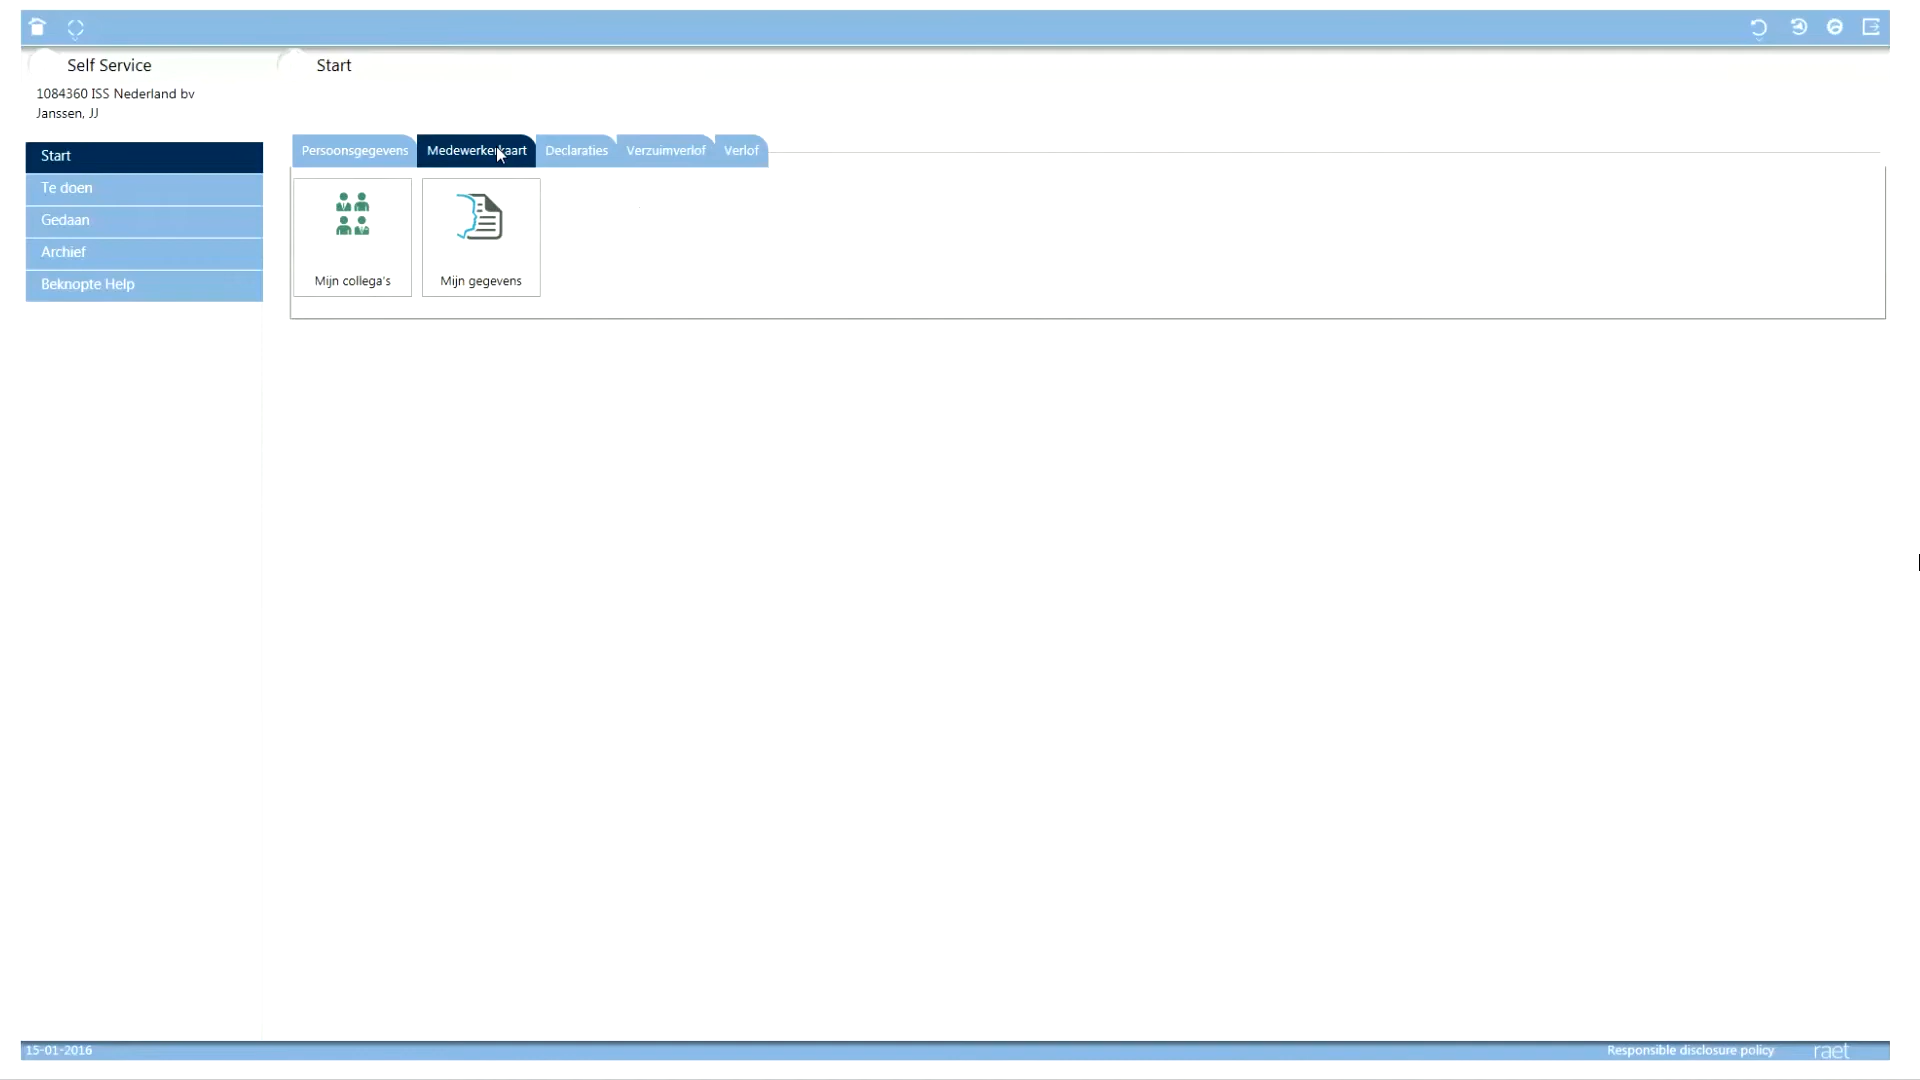 Self Service
Start
1084360 ISS Nederland bv
Janssen, JJ
Persoonsgegevens
Medewerkerkaart
Declaraties
Verzuimverlof
Verlof
Start
Te doen
Gedaan
Archief
Beknopte Help
Mijn collega's
Mijn gegevens
15-01-2016
Responsible disclosure policy
raet